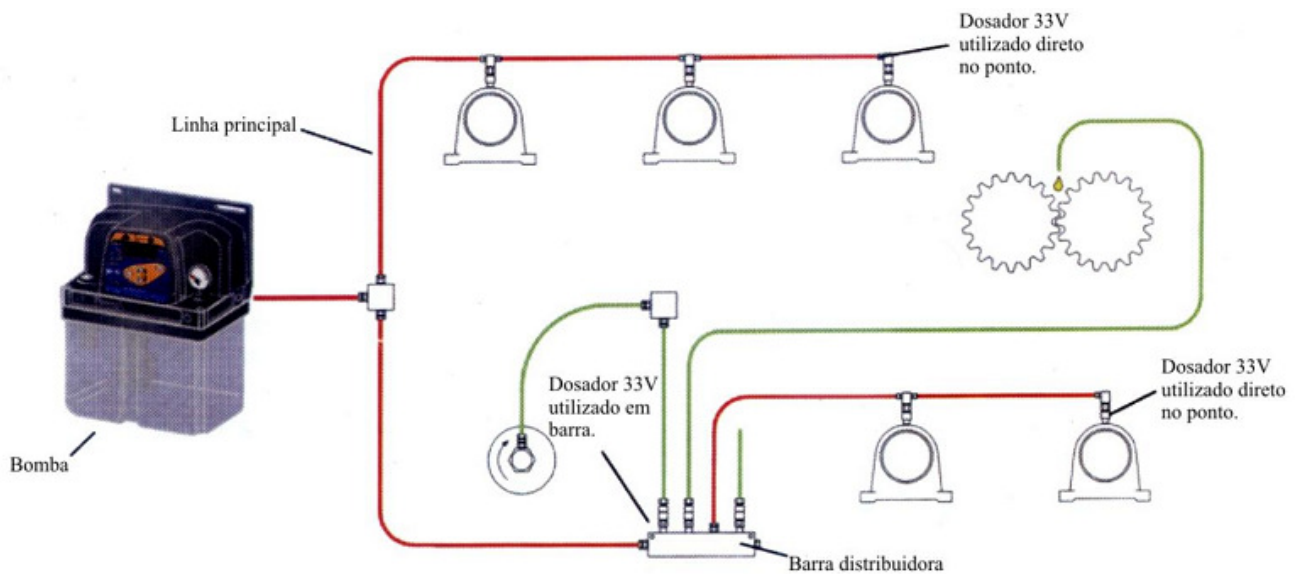 Dosador 33V
utilizado direto
no ponto.
Linha principal
Dosador 33V
utilizado em
barra.
Dosador 33V
utilizado direto
no ponto.
Bomba
Barra distribuidora